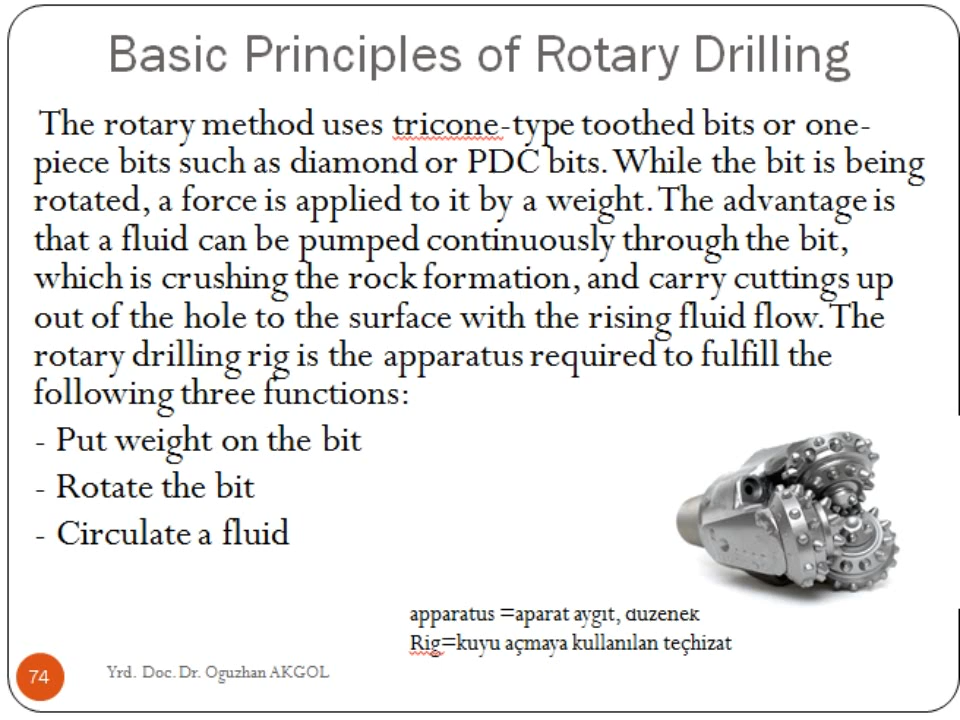 Basic Principles of Rotary Drilling
The rotary method uses tricone-type toothed bits or one-
piece bits such as diamond or PDC bits. While the bit is being
rotated, a force is applied to it by a weight. The advantage is
that a fluid can be pumped continuously through the bit,
which is crushing the rock formation, and carry cuttings up
out of the hole to the surface with the rising fluid flow. The
rotary drilling rig is the apparatus required to fulfill the
following three functions:
- Put weight on the bit
- Rotate the bit
- Circulate a fluid
apparatus =aparat aygıt, düzenek
Rig=kuyu açmaya kullanılan teçhizat
74
Yrd. Doc. Dr. Oguzhan AKGOL